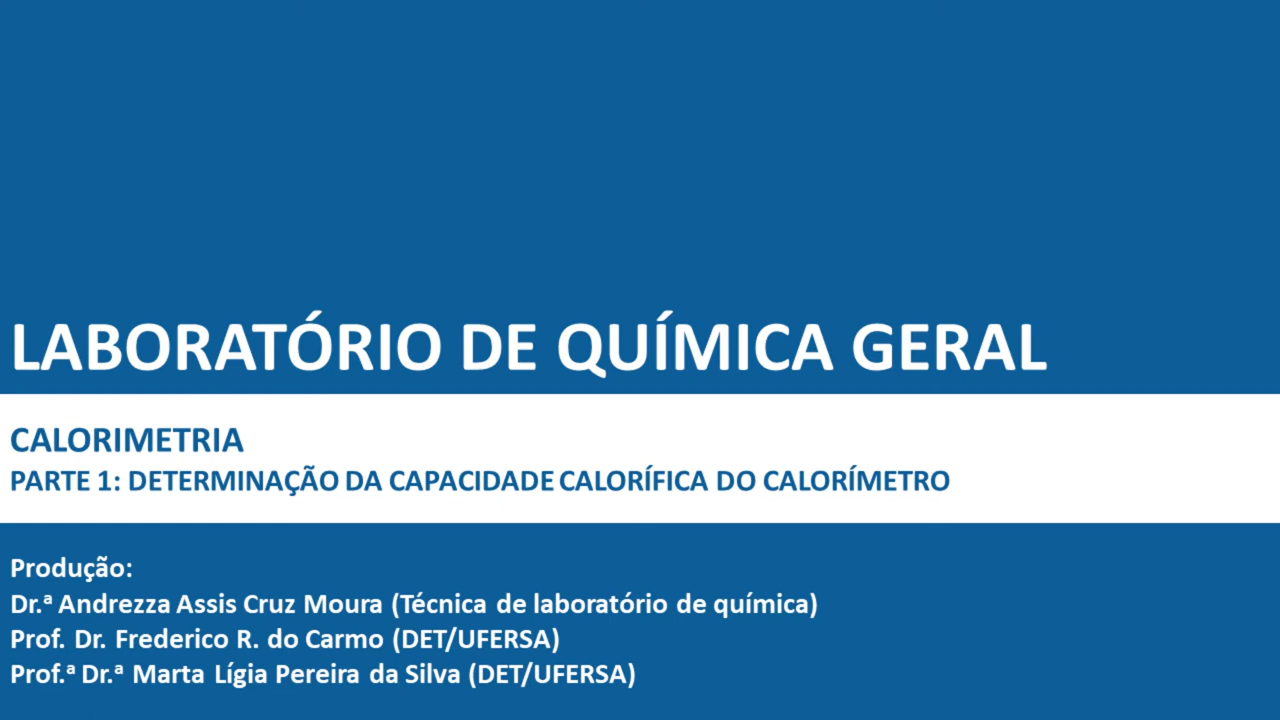 LABORATÓRIO DE QUÍMICA GERAL
CALORIMETRIA
PARTE 1: DETERMINAÇÃO DA CAPACIDADE CALORÍFICA DO CALORÍMETRO
Produção:
Dr.ª Andrezza Assis Cruz Moura (Técnica de laboratório de química)
Prof. Dr. Frederico R. do Carmo (DET/UFERSA)
Prof.ª Dr.ª Marta Lígia Pereira da Silva (DET/UFERSA)